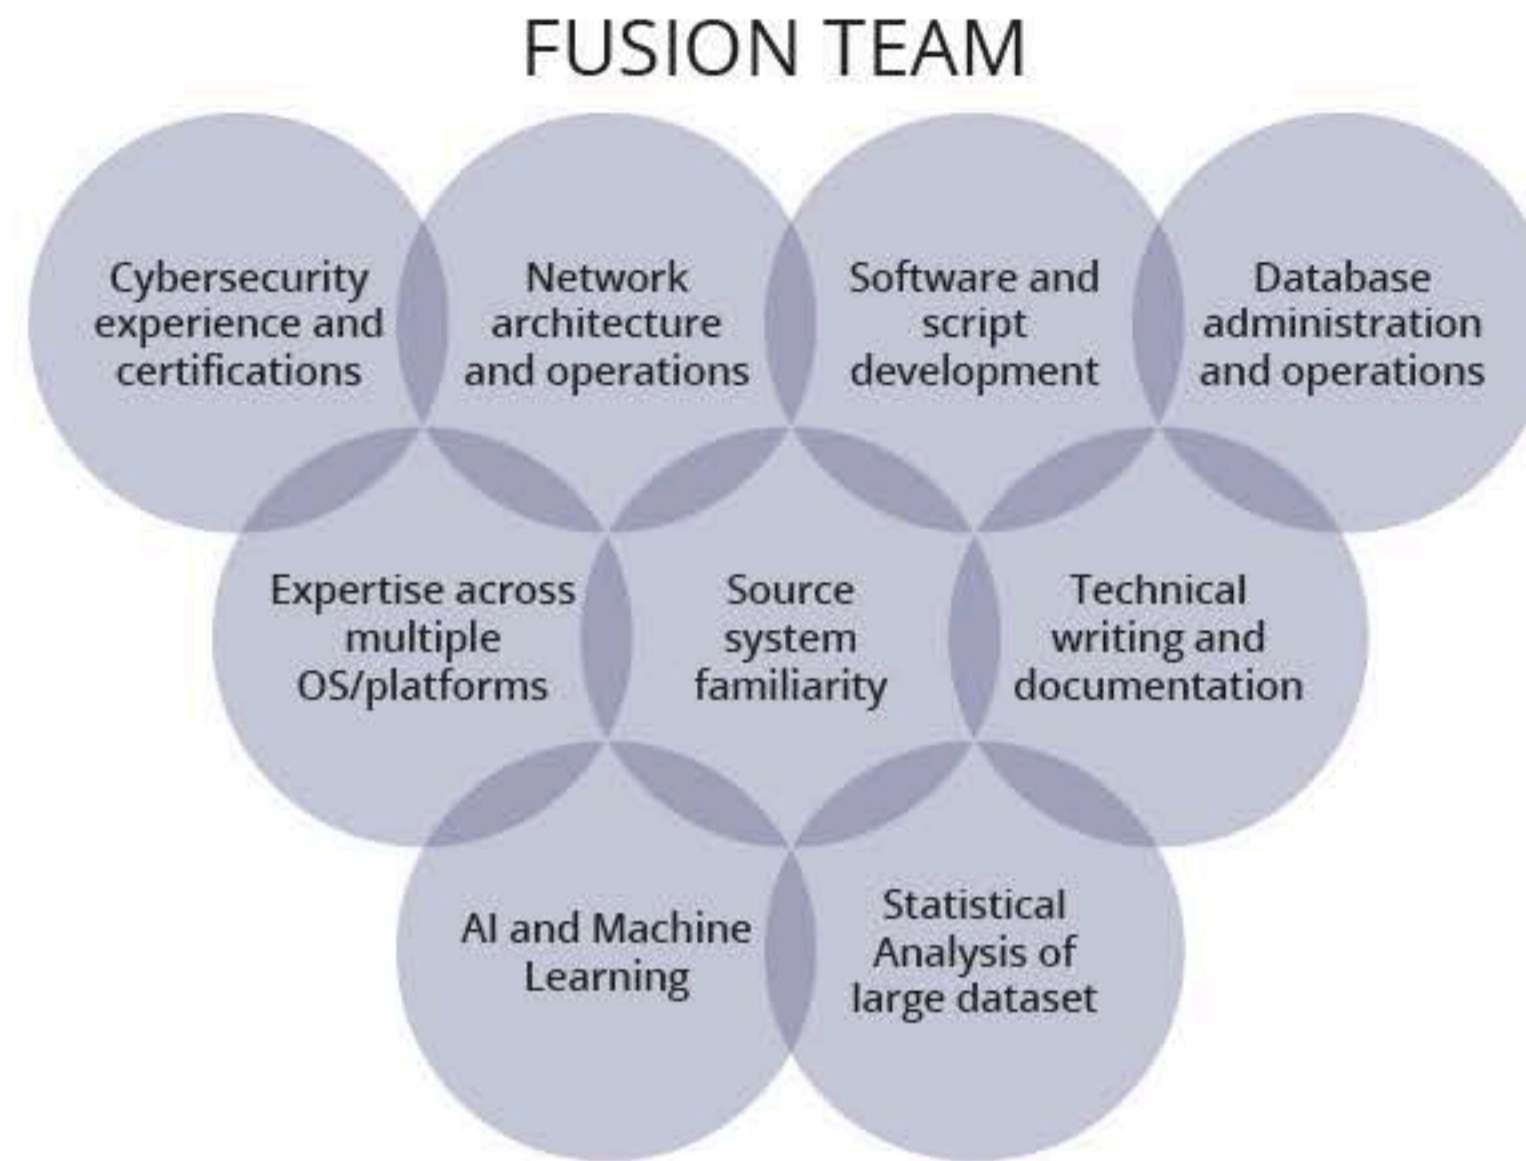 FUSION TEAM
Cybersecurity
experience and
certifications
Network
architecture
and operations
Software and
script
development
Database
administration
and operations
Expertise across
multiple
OS/platforms
Source
system
familiarity
Technical
writing and
documentation
AI and Machine
Learning
Statistical
Analysis of
large dataset